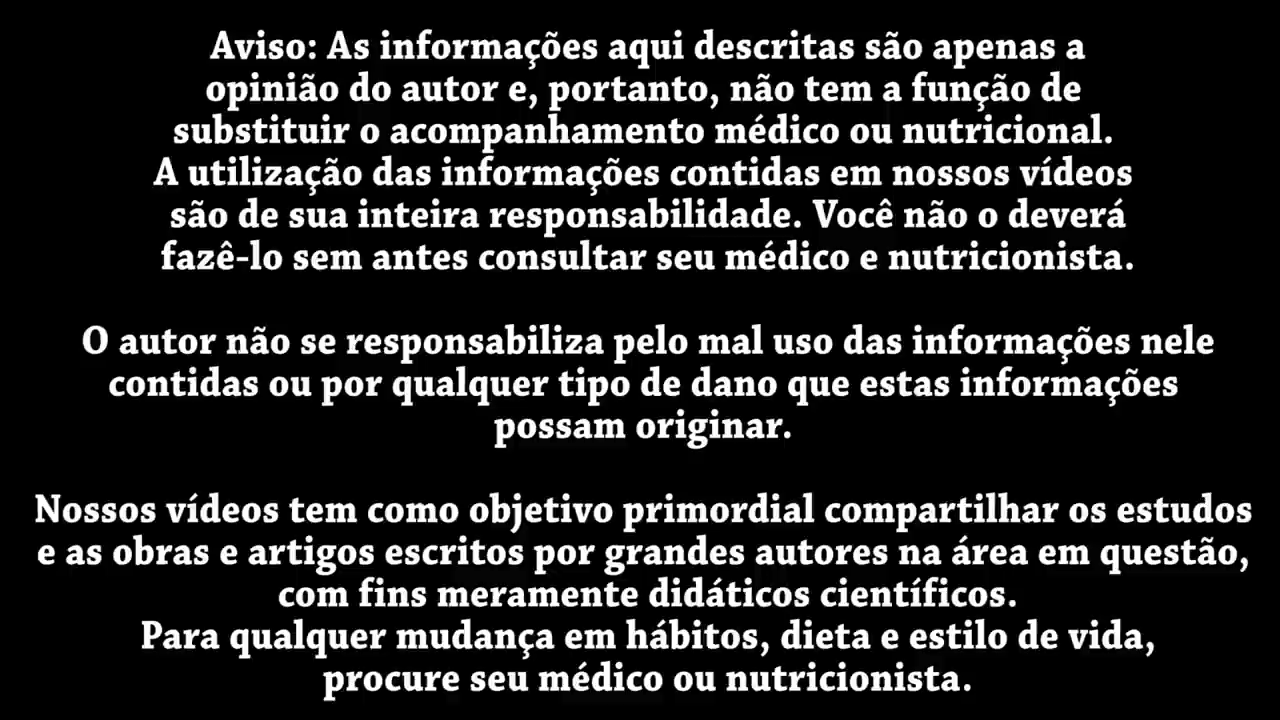 Aviso: As informações aqui descritas são apenas a
opinião do autor e, portanto, não tem a função de
substituir o acompanhamento médico ou nutricional.
A utilização das informações contidas em nossos vídeos
são de sua inteira responsabilidade. Você não o deverá
fazê-lo sem antes consultar seu médico e nutricionista.
O autor não se responsabiliza pelo mal uso das informações nele
contidas ou por qualquer tipo de dano que estas informações
possam originar.
Nossos vídeos tem como objetivo primordial compartilhar os estudos
e as obras e artigos escritos por grandes autores na área em questão,
com fins meramente didáticos científicos.
Para qualquer mudança em hábitos, dieta e estilo de vida,
procure seu médico ou nutricionista.